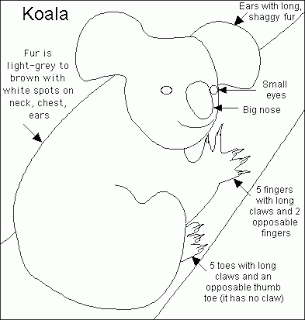 Koala
Ears with long,
shaggy fur
Fur is
light-grey to
brown with
white spots on
neck, chest,
ears
Small
eyes
Big nose
5 fingers
with long
claws and 2
opposable
fingers
5 toes with long
claws and an
opposable thumb
toe (it has no claw)